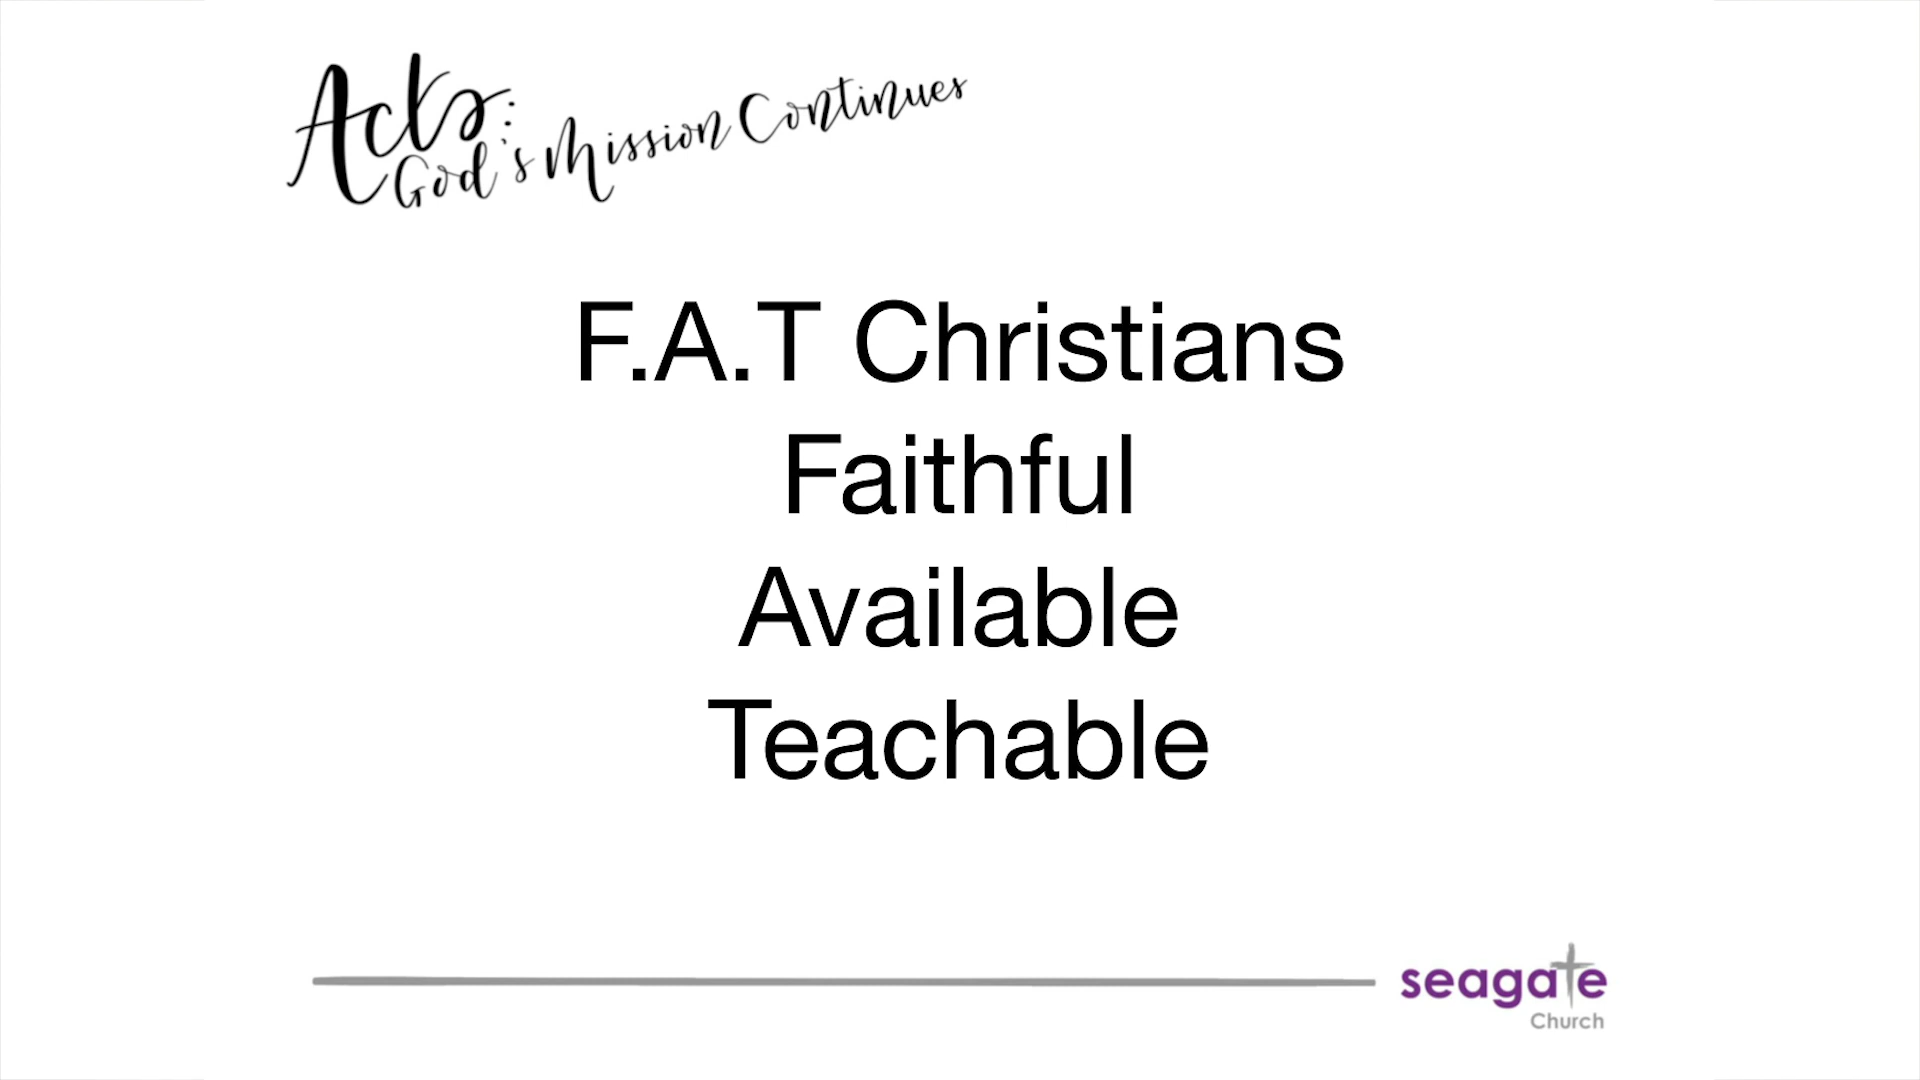 Acts:
God's Mission Continues
F.A.T Christians
Faithful
Available
Teachable
seagate
Church